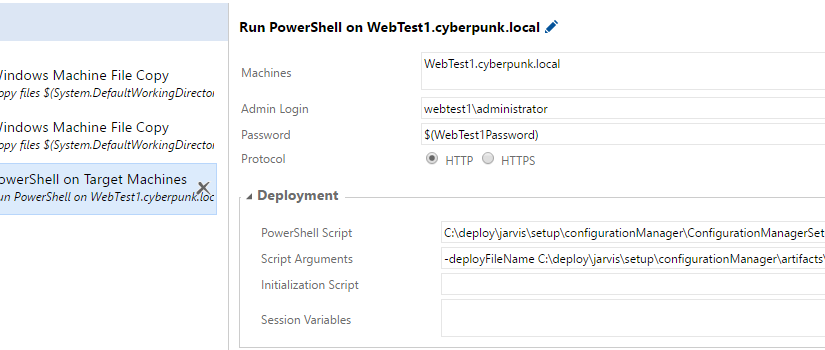 Windows Machine File Copy
opy files $(System.DefaultWorkingDirector
Windows Machine File Copy
opy files $(System.DefaultWorkingDirector
PowerShell on Target Machines
un PowerShell on WebTest1.cyberpunk.loc
Run PowerShell on WebTest1.cyberpunk.local
Machines
WebTest1.cyberpunk.local
Admin Login
webtest1\administrator
Password
$(WebTest1Password)
Protocol
HTTP HTTPS
Deployment
PowerShell Script
C:\deploy\jarvis\setup\configurationManager\ConfigurationManagerSet
Script Arguments
-deployFileName C:\deploy\jarvis\setup\configurationManager\artifacts\
Initialization Script
Session Variables